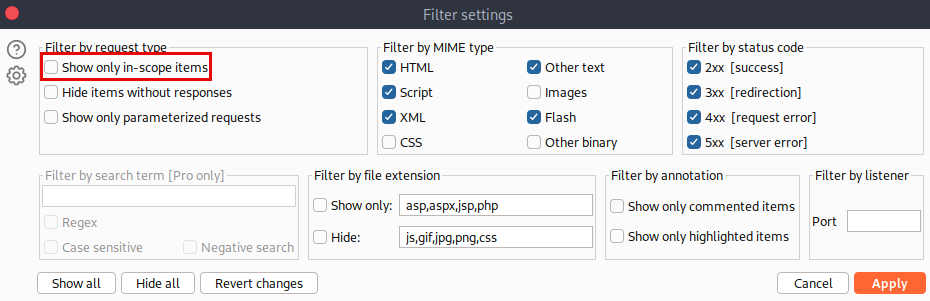 Filter settings
Filter by request type
Show only in-scope items
Hide items without responses
Show only parameterized requests
Filter by MIME type
HTML
Other text
Script
Images
XML
Flash
CSS
Other binary
Filter by status code
2xx [success]
3xx [redirection]
4xx [request error]
5xx [server error]
Filter by search term [Pro only]
Regex
Case sensitive
Negative search
Filter by file extension
Show only: asp,aspx,jsp,php
Hide: js,gif,jpg,png,css
Filter by annotation
Show only commented items
Show only highlighted items
Filter by listener
Port
Show all
Hide all
Revert changes
Cancel
Apply